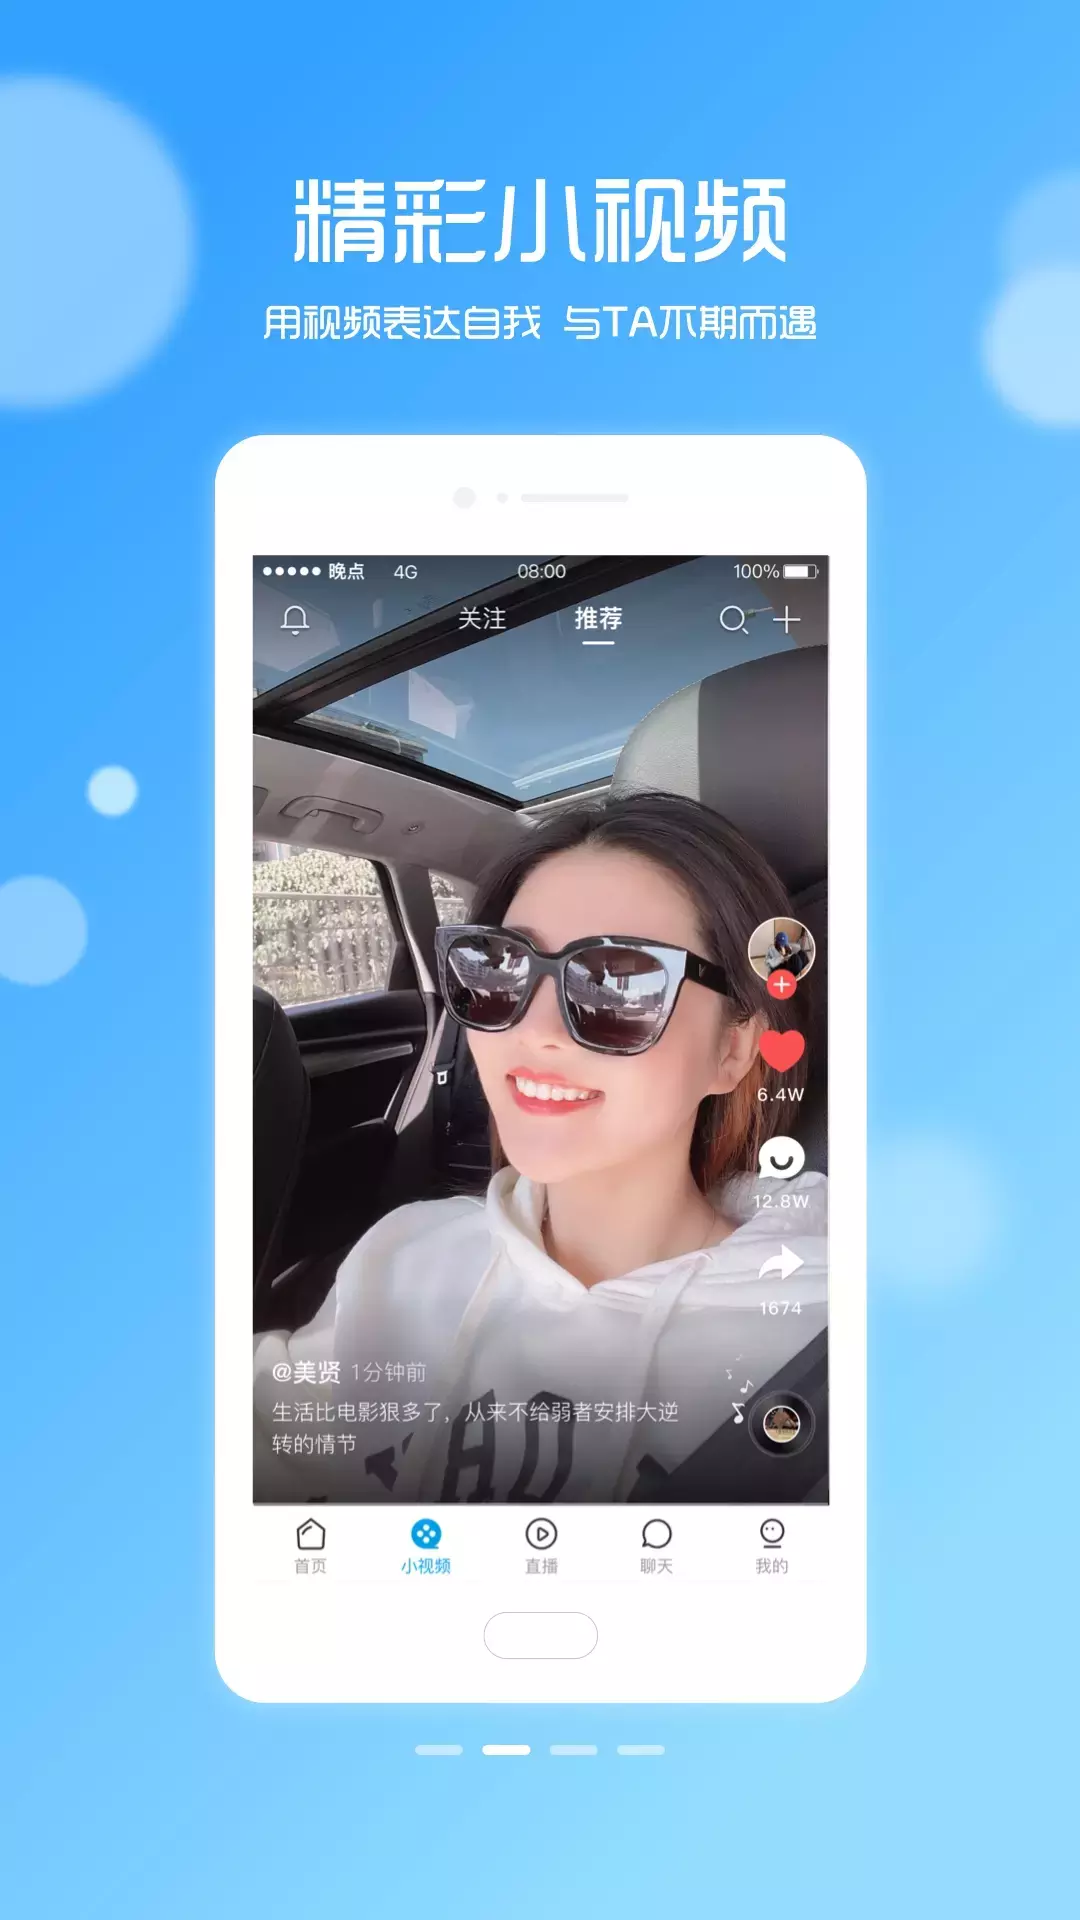 精彩小视频
用视频表达自我 与TA不期而遇
晚点 4G 08:00 100%
关注 推荐
6.4W
12.8W
1674
@美贤 1分钟前
生活比电影狠多了，从来不给弱者安排大逆
转的情节
首页 小视频 直播 聊天 我的